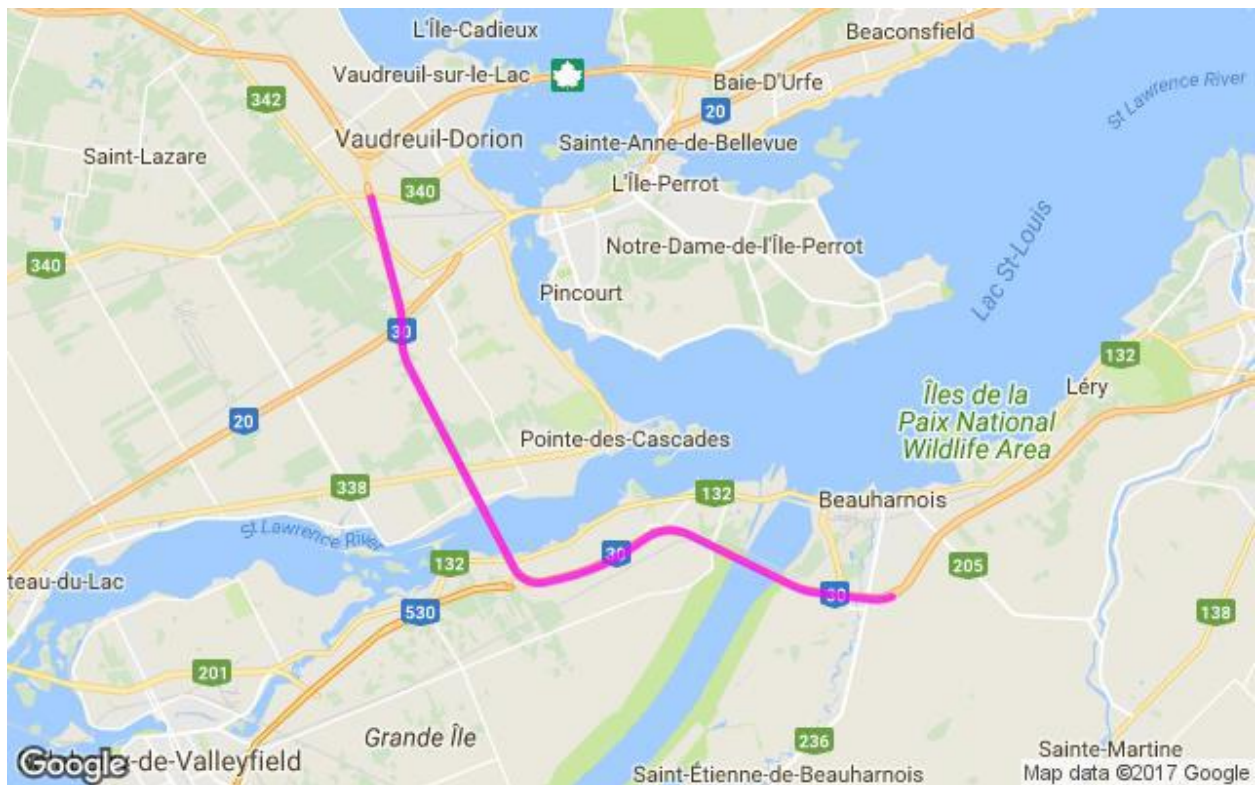 L'Île-Cadieux
Beaconsfield
Vaudreuil-sur-le-Lac
Baie-D'Urfe
St Lawrence River
342
20
Vaudreuil-Dorion
Sainte-Anne-de-Bellevue
Saint-Lazare
340
L'Île-Perrot
Notre-Dame-de-l'Île-Perrot
340
Pincourt
Lac St-Louis
30
132
Léry
Îles de la
Paix National
Wildlife Area
20
Pointe-des-Cascades
338
132
Beauharnois
St Lawrence River
132
30
205
teau-du-Lac
530
30
138
201
Grande Île
236
Sainte-Martine
Google
-de-Valleyfield
Saint-Étienne-de-Beauharnois
Map data ©2017 Google